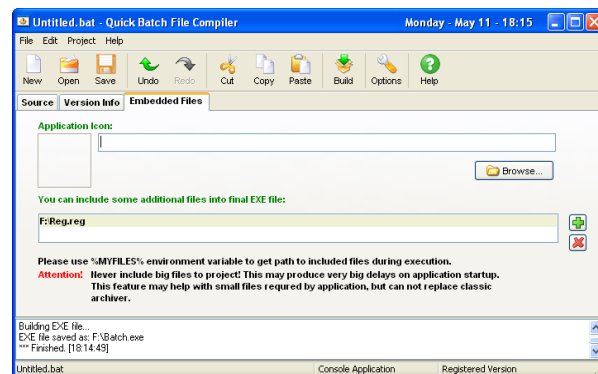 Untitled.bat - Quick Batch File Compiler Monday - May 11 - 18:15
File Edit Project Help
New Open Save Undo Redo Cut Copy Paste Build Options Help
Source Version Info Embedded Files
Application Icon:
Browse...
You can include some additional files into final EXE file:
F:\Reg.reg
Please use %MYFILES% environment variable to get path to included files during execution.
Attention! Never include big files to project! This may produce very big delays on application startup.
This feature may help with small files requred by application, but can not replace classic
archiver.
Building EXE file...
EXE file saved as: F:\Batch.exe
*** Finished. [18:14:49]
Untitled.bat Console Application Registered Version